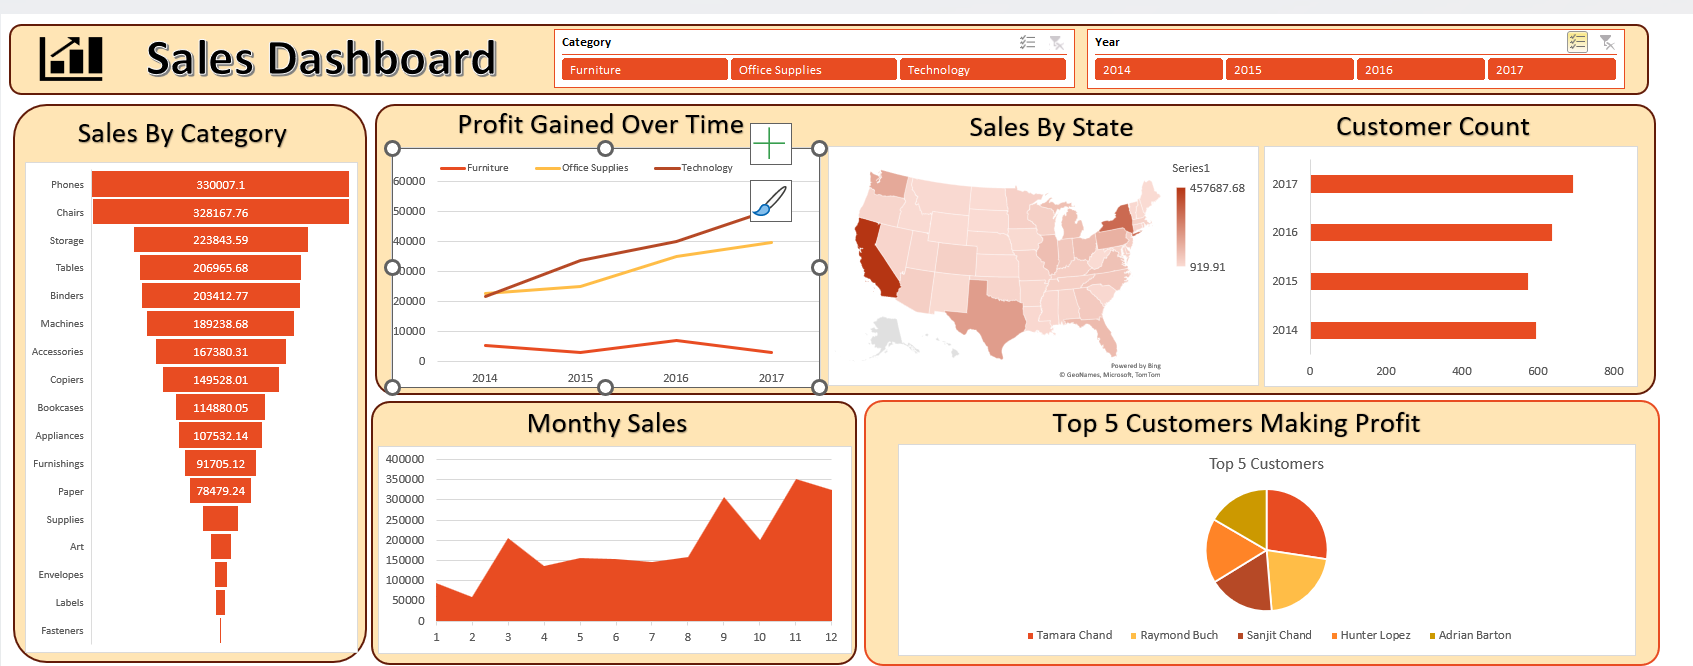 Sales Dashboard
Category
Furniture
Office Supplies
Technology
Year
2014
2015
2016
2017
Sales By Category
Phones 330007.1
Chairs 328167.76
Storage 223843.59
Tables 206965.68
Binders 203412.77
Machines 189238.68
Accessories 167380.31
Copiers 149528.01
Bookcases 114880.05
Appliances 107532.14
Furnishings 91705.12
Paper 78479.24
Supplies
Art
Envelopes
Labels
Fasteners
Profit Gained Over Time
Furniture Office Supplies Technology
60000
50000
40000
30000
20000
10000
0
2014 2015 2016 2017
Sales By State
Series1
457687.68
919.91
Powered by Bing
© GeoNames, Microsoft, TomTom
Customer Count
2017
2016
2015
2014
0 200 400 600 800
Monthy Sales
400000
350000
300000
250000
200000
150000
100000
50000
0
1 2 3 4 5 6 7 8 9 10 11 12
Top 5 Customers Making Profit
Top 5 Customers
Tamara Chand Raymond Buch Sanjit Chand Hunter Lopez Adrian Barton